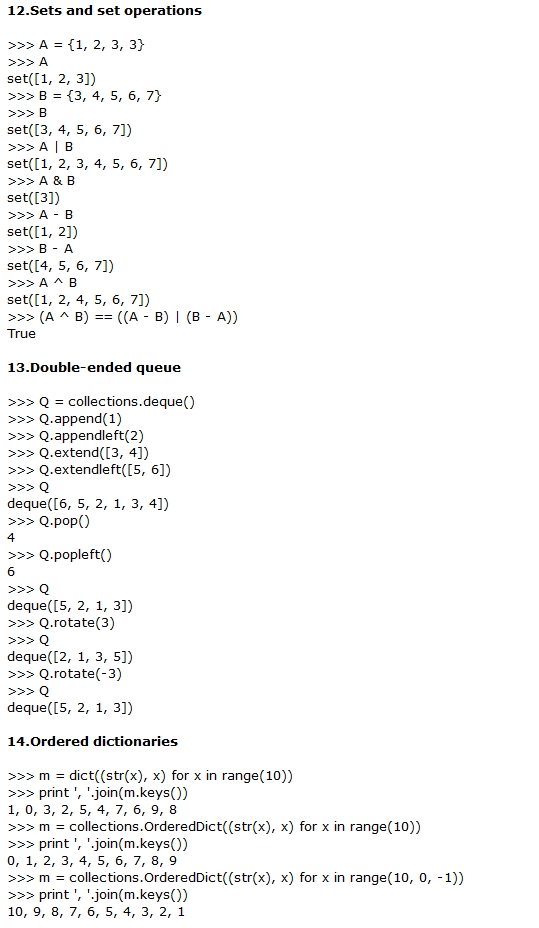 12.Sets and set operations
>>> A = {1, 2, 3, 3}
>>> A
set([1, 2, 3])
>>> B = {3, 4, 5, 6, 7}
>>> B
set([3, 4, 5, 6, 7])
>>> A | B
set([1, 2, 3, 4, 5, 6, 7])
>>> A & B
set([3])
>>> A - B
set([1, 2])
>>> B - A
set([4, 5, 6, 7])
>>> A ^ B
set([1, 2, 4, 5, 6, 7])
>>> (A ^ B) == ((A - B) | (B - A))
True
13.Double-ended queue
>>> Q = collections.deque()
>>> Q.append(1)
>>> Q.appendleft(2)
>>> Q.extend([3, 4])
>>> Q.extendleft([5, 6])
>>> Q
deque([6, 5, 2, 1, 3, 4])
>>> Q.pop()
4
>>> Q.popleft()
6
>>> Q
deque([5, 2, 1, 3])
>>> Q.rotate(3)
>>> Q
deque([2, 1, 3, 5])
>>> Q.rotate(-3)
>>> Q
deque([5, 2, 1, 3])
14.Ordered dictionaries
>>> m = dict((str(x), x) for x in range(10))
>>> print ', '.join(m.keys())
1, 0, 3, 2, 5, 4, 7, 6, 9, 8
>>> m = collections.OrderedDict((str(x), x) for x in range(10))
>>> print ', '.join(m.keys())
0, 1, 2, 3, 4, 5, 6, 7, 8, 9
>>> m = collections.OrderedDict((str(x), x) for x in range(10, 0, -1))
>>> print ', '.join(m.keys())
10, 9, 8, 7, 6, 5, 4, 3, 2, 1